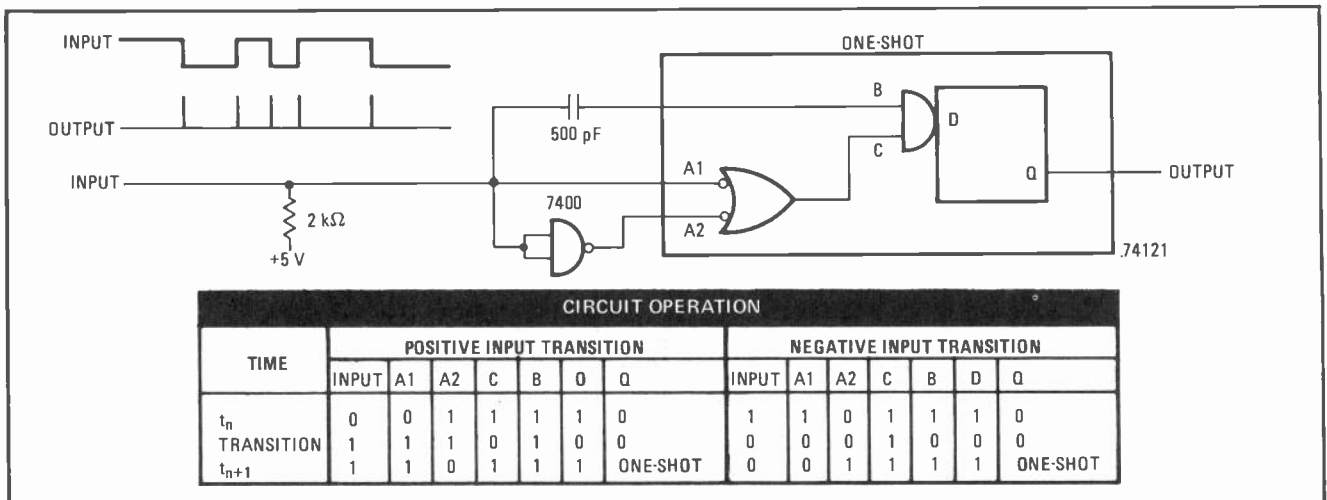 INPUT
OUTPUT
INPUT
2 kΩ
+5 V
500 pF
7400
ONE-SHOT
B
C
A1
A2
D
Q
OUTPUT
.74121
CIRCUIT OPERATION
TIME
POSITIVE INPUT TRANSITION
NEGATIVE INPUT TRANSITION
INPUT A1 A2 C B D Q INPUT A1 A2 C B D Q
tn 0 0 1 1 1 1 0 1 1 0 1 1 1 0
TRANSITION 1 1 1 0 1 0 0 0 0 0 1 0 0 0
tn+1 1 1 0 1 1 1 ONE-SHOT 0 0 1 1 1 1 ONE-SHOT